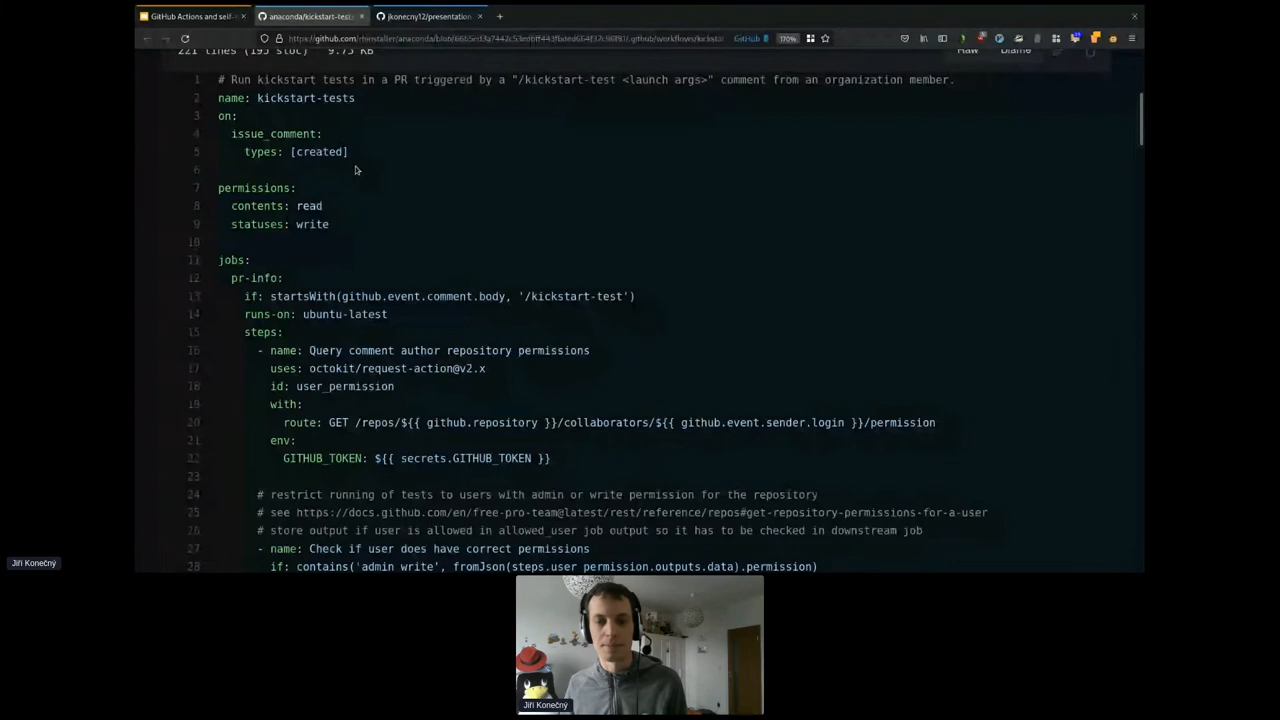 GitHub Actions and self-
anaconda/kickstart-tests
jkonecny12/presentation
GitHub
170%
221 lines (193 sloc)
9.75 KB
Raw
Blame
1 # Run kickstart tests in a PR triggered by a "/kickstart-test <launch args>" comment from an organization member.
2 name: kickstart-tests
3 on:
4 issue_comment:
5 types: [created]
6
7 permissions:
8 contents: read
9 statuses: write
10
11 jobs:
12 pr-info:
13 if: startsWith(github.event.comment.body, '/kickstart-test')
14 runs-on: ubuntu-latest
15 steps:
16 - name: Query comment author repository permissions
17 uses: octokit/request-action@v2.x
18 id: user_permission
19 with:
20 route: GET /repos/${{ github.repository }}/collaborators/${{ github.event.sender.login }}/permission
21 env:
22 GITHUB_TOKEN: ${{ secrets.GITHUB_TOKEN }}
23
24 # restrict running of tests to users with admin or write permission for the repository
25 # see https://docs.github.com/en/free-pro-team@latest/rest/reference/repos#get-repository-permissions-for-a-user
26 # store output if user is allowed in allowed_user job output so it has to be checked in downstream job
27 - name: Check if user does have correct permissions
28 if: contains('admin write', fromJson(steps.user_permission.outputs.data).permission)
Jiří Konečný
Jiří Konečný